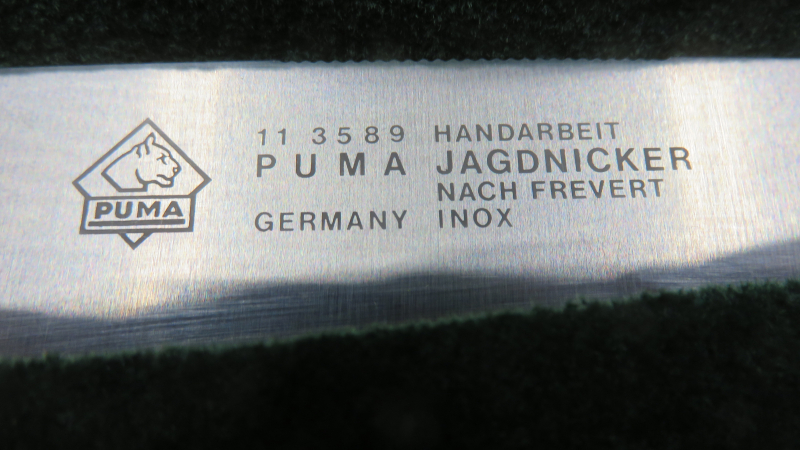 PUMA
11 3589 HANDARBEIT
PUMA JAGDNICKER
NACH FREVERT
GERMANY INOX